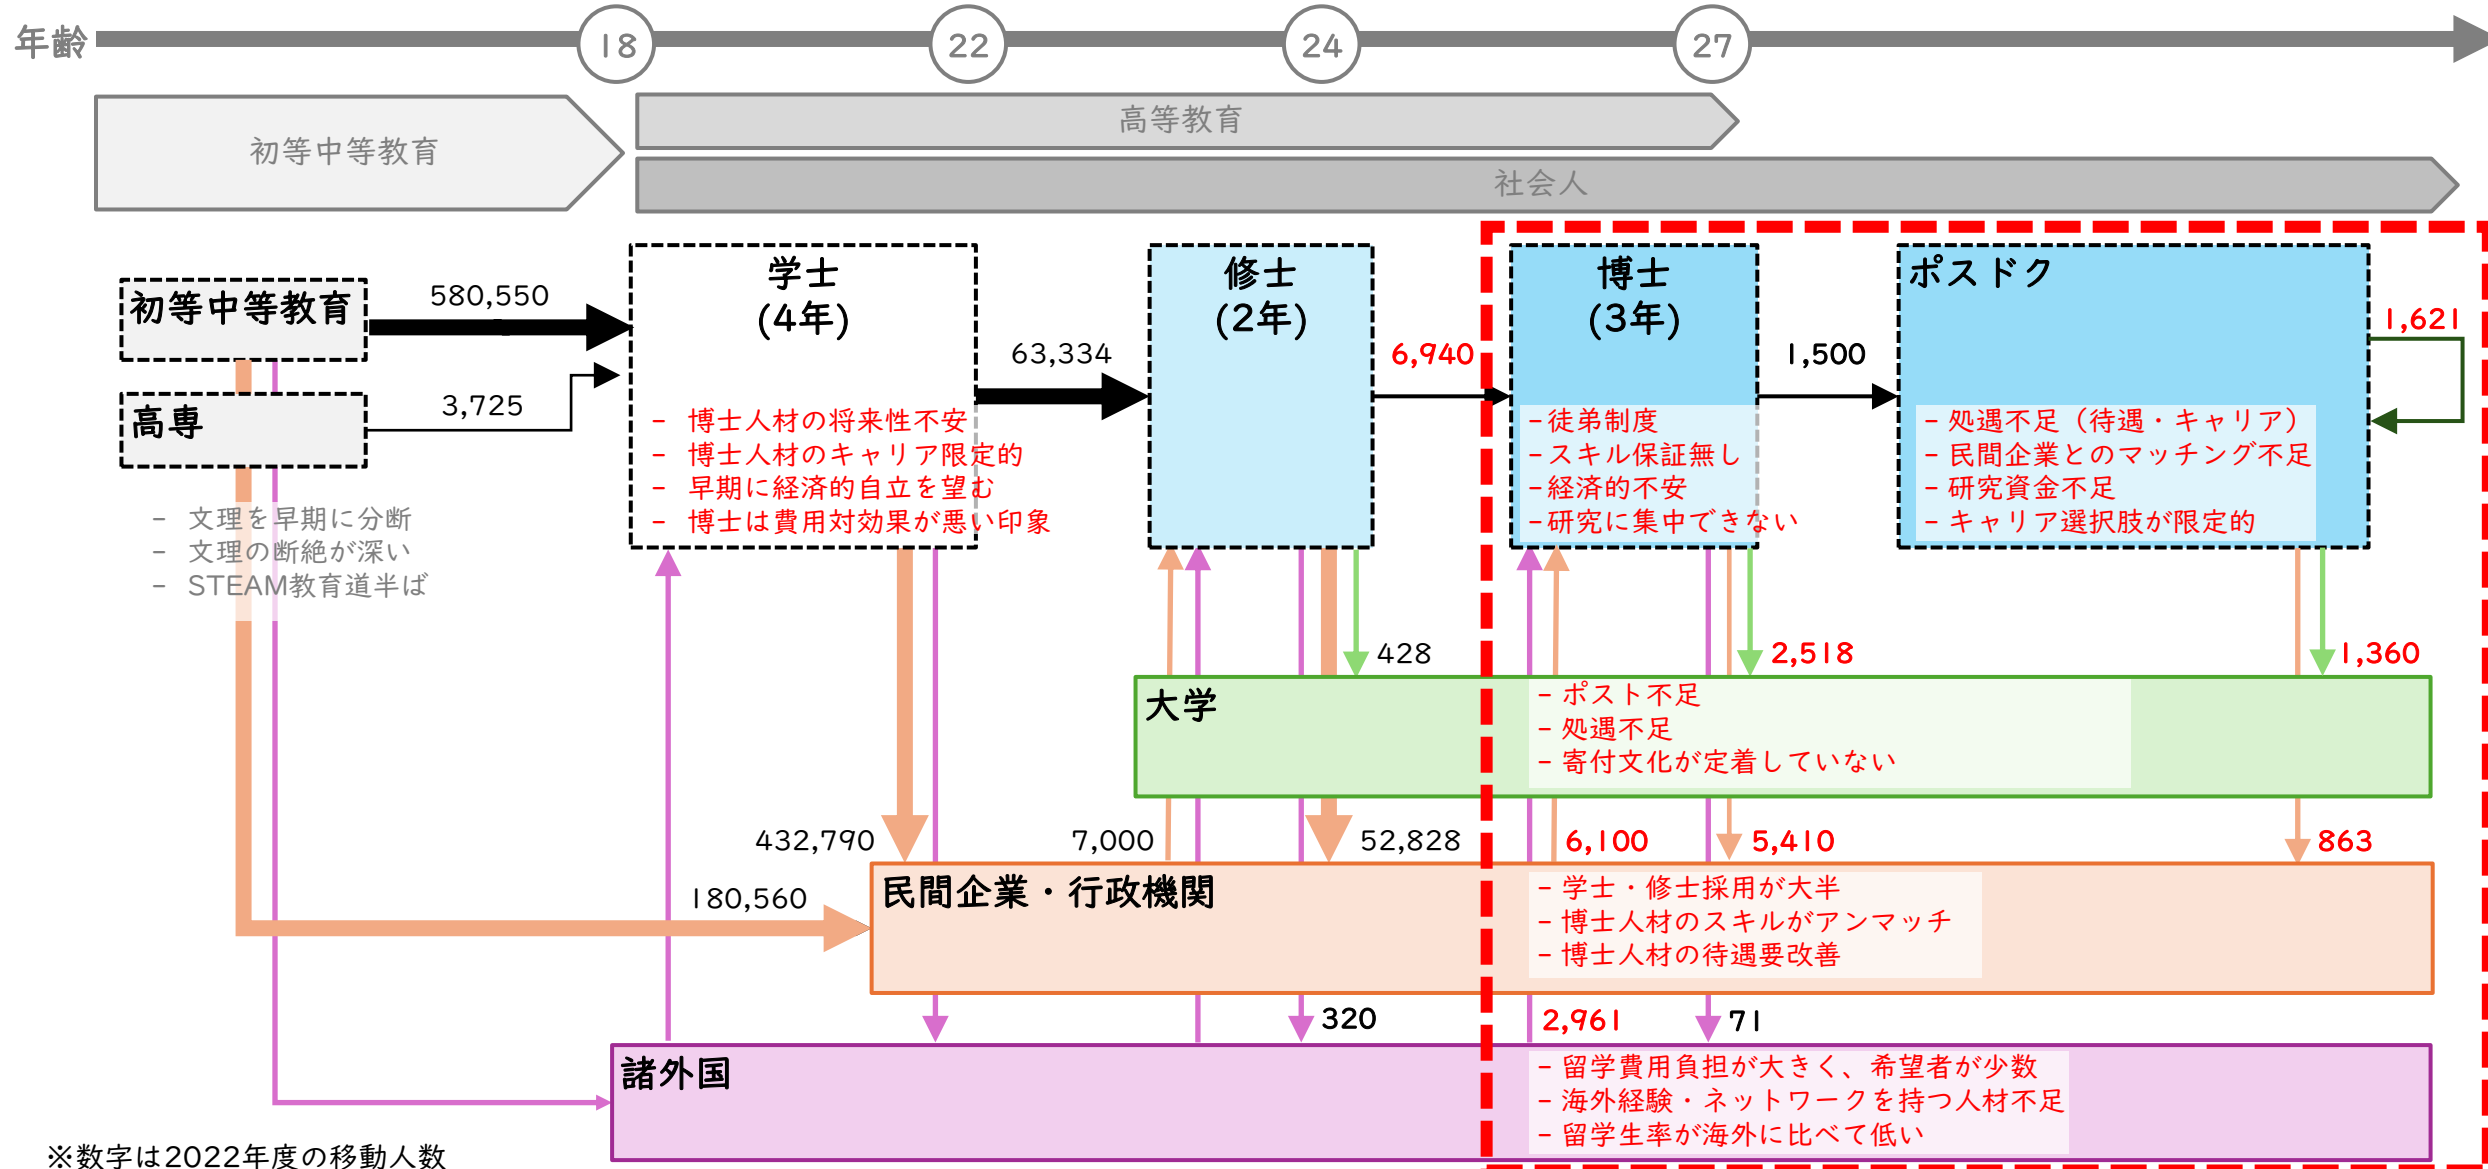 年齢
18
22
24
27
初等中等教育
高等教育
社会人
初等中等教育
580,550
高専
3,725
- 文理を早期に分断
- 文理の断絶が深い
- STEAM教育道半ば
学士
(4年)
- 博士人材の将来性不安
- 博士人材のキャリア限定的
- 早期に経済的自立を望む
- 博士は費用対効果が悪い印象
63,334
修士
(2年)
6,940
博士
(3年)
-徒弟制度
-スキル保証無し
-経済的不安
-研究に集中できない
1,500
ポスドク
- 処遇不足（待遇・キャリア）
- 民間企業とのマッチング不足
- 研究資金不足
- キャリア選択肢が限定的
1,621
428
2,518
1,360
大学
- ポスト不足
- 処遇不足
- 寄付文化が定着していない
432,790
7,000
52,828
6,100
5,410
863
180,560
民間企業・行政機関
- 学士・修士採用が大半
- 博士人材のスキルがアンマッチ
- 博士人材の待遇要改善
320
2,961
71
諸外国
- 留学費用負担が大きく、希望者が少数
- 海外経験・ネットワークを持つ人材不足
- 留学生率が海外に比べて低い
※数字は2022年度の移動人数